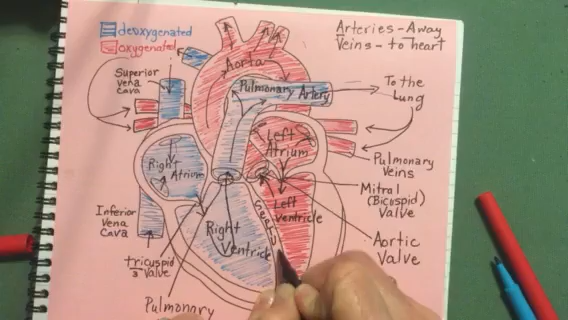 deoxygenated
oxygenated
Arteries - Away
Veins - to heart
Aorta
Superior
vena
cava
Pulmonary Artery
To the
Lung
Left
Atrium
Right
Atrium
Pulmonary
Veins
Mitral
(Bicuspid)
Valve
Left
Ventricle
Inferior
Vena
Cava
Right
Ventricle
Aortic
Valve
tricuspid
3 valve
Pulmonary